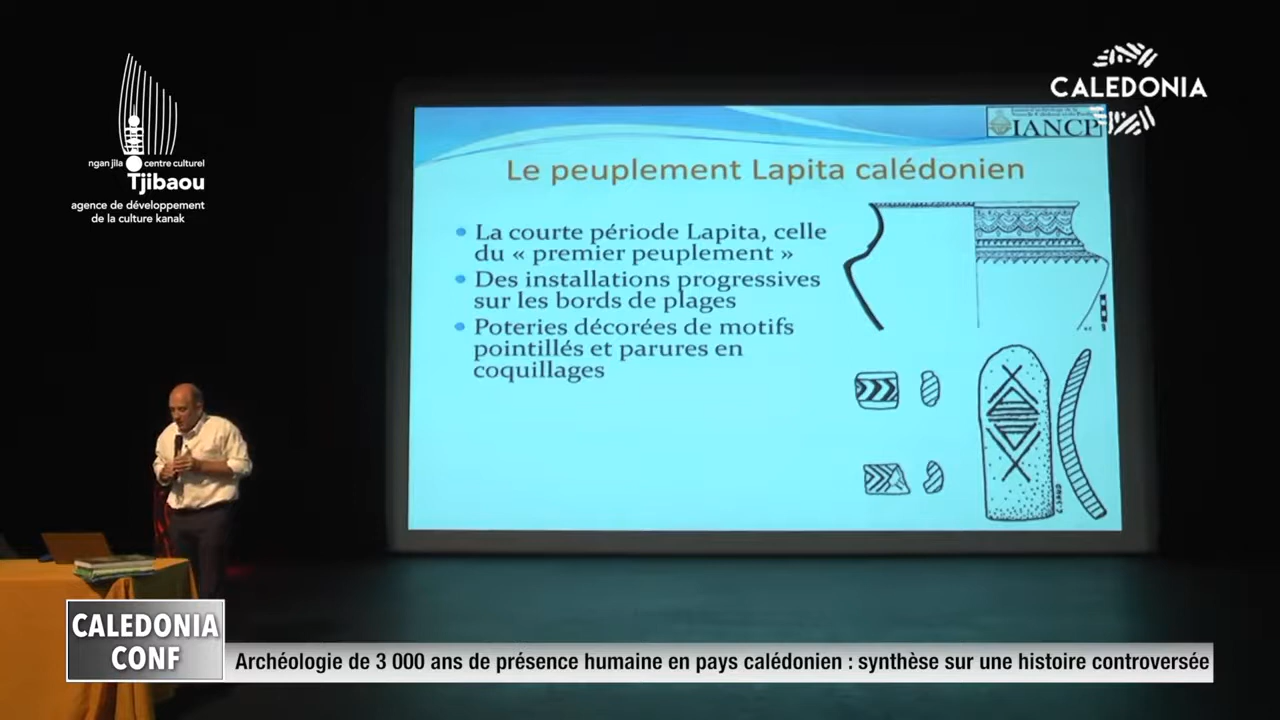 ngan jila centre culturel
Tjibaou
agence de développement
de la culture kanak
CALEDONIA
IANCP
Le peuplement Lapita calédonien
• La courte période Lapita, celle
du « premier peuplement »
• Des installations progressives
sur les bords de plages
• Poteries décorées de motifs
pointillés et parures en
coquillages
CALEDONIA
CONF
Archéologie de 3 000 ans de présence humaine en pays calédonien : synthèse sur une histoire controversée